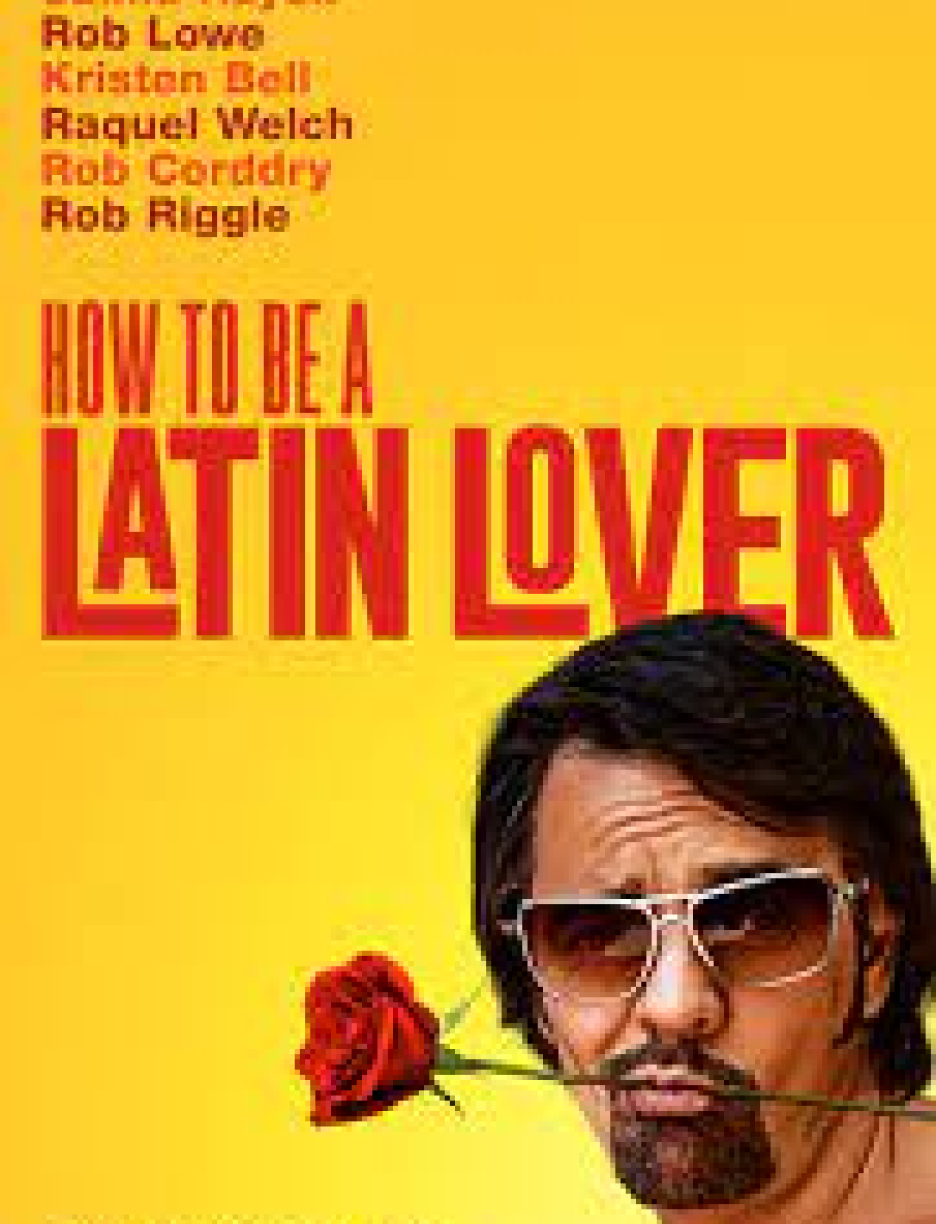 Rob Lowe
Kristen Bell
Raquel Welch
Rob Corddry
Rob Riggle
HOW TO BE A
LATIN LOVER